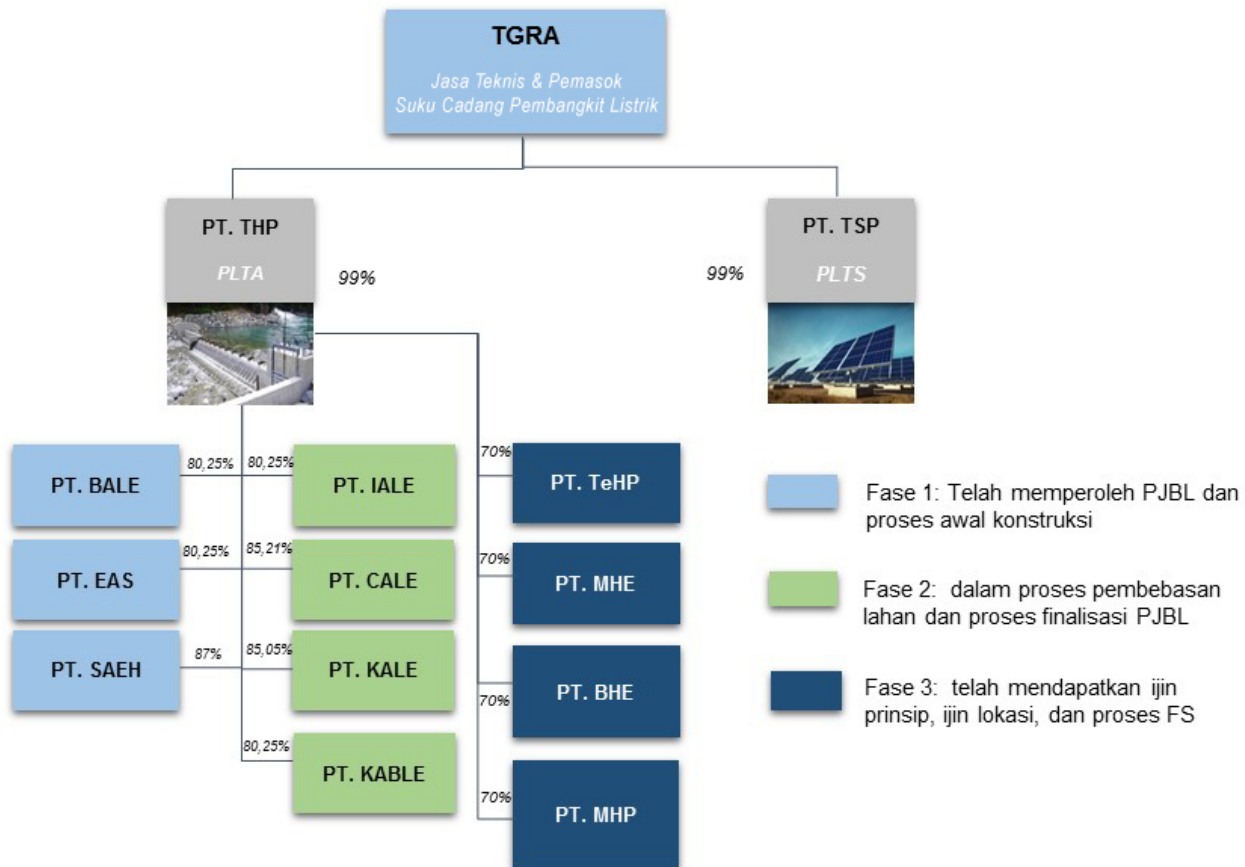 TGRA
Jasa Teknis & Pemasok
Suku Cadang Pembangkit Listrik
PT. THP
PLTA
99%
PT. TSP
PLTS
99%
PT. BALE
80,25%
80,25%
PT. IALE
70%
PT. TeHP
PT. EAS
80,25%
85,21%
PT. CALE
70%
PT. MHE
PT. SAEH
87%
85,05%
PT. KALE
70%
PT. BHE
80,25%
PT. KABLE
70%
PT. MHP
Fase 1: Telah memperoleh PJBL dan
proses awal konstruksi
Fase 2: dalam proses pembebasan
lahan dan proses finalisasi PJBL
Fase 3: telah mendapatkan ijin
prinsip, ijin lokasi, dan proses FS